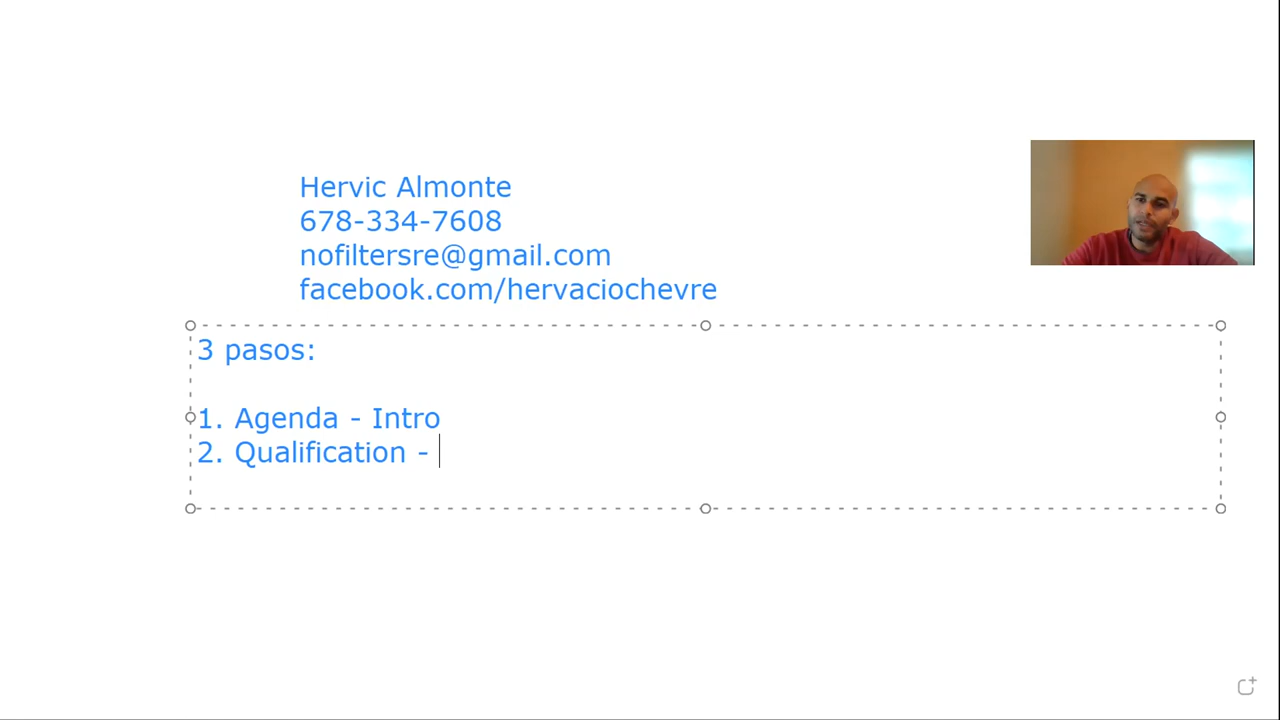 Hervic Almonte
678-334-7608
nofiltersre@gmail.com
facebook.com/hervaciochevre
3 pasos:
1. Agenda - Intro
2. Qualification -